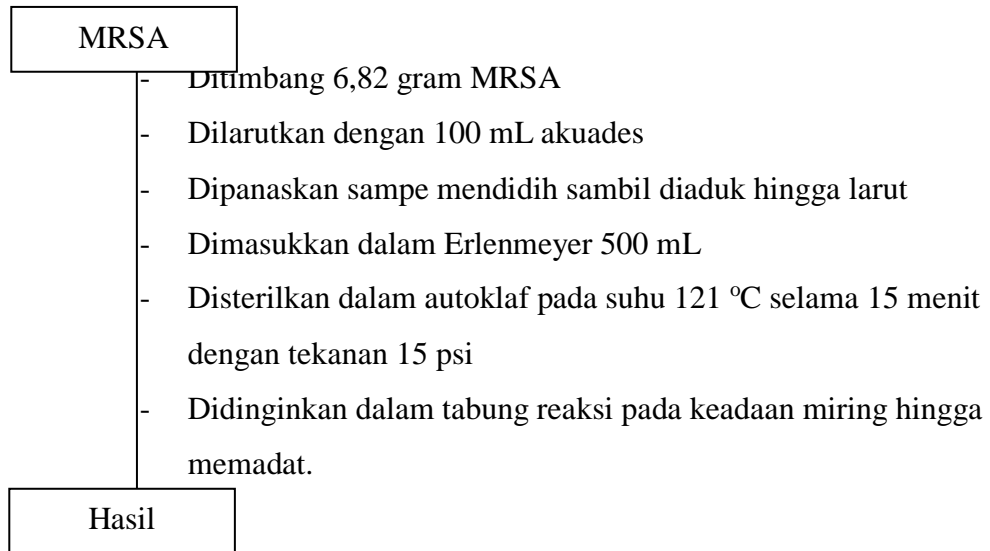 MRSA
- Ditimbang 6,82 gram MRSA
- Dilarutkan dengan 100 mL akuades
- Dipanaskan sampe mendidih sambil diaduk hingga larut
- Dimasukkan dalam Erlenmeyer 500 mL
- Disterilkan dalam autoklaf pada suhu 121 ºC selama 15 menit
dengan tekanan 15 psi
- Didinginkan dalam tabung reaksi pada keadaan miring hingga
memadat.
Hasil